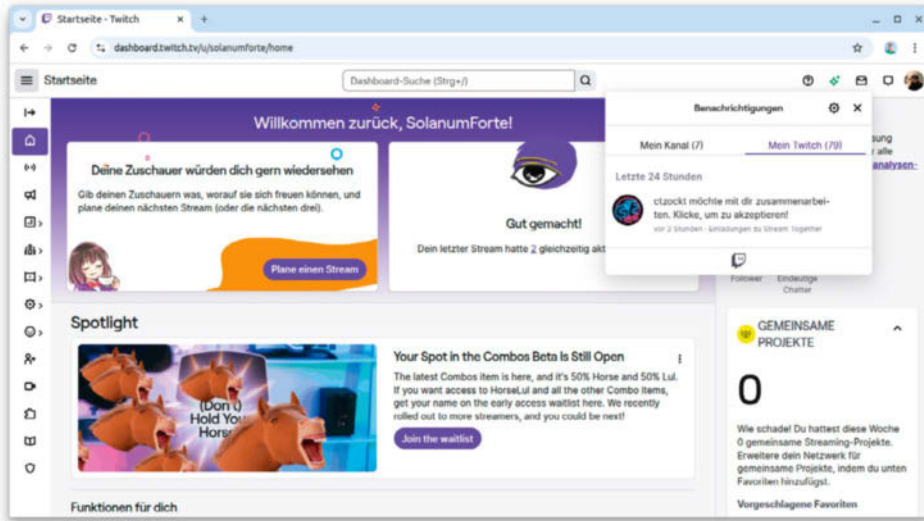 Startseite - Twitch
dashboard.twitch.tv/u/solanumforte/home
Startseite
Dashboard-Suche (Strg+/)
Willkommen zurück, SolanumForte!
Deine Zuschauer würden dich gern wiedersehen
Gib deinen Zuschauern was, worauf sie sich freuen können, und
plane deinen nächsten Stream (oder die nächsten drei).
Plane einen Stream
Gut gemacht!
Dein letzter Stream hatte 2 gleichzeitig akt
Benachrichtigungen
Mein Kanal (7)
Mein Twitch (79)
Letzte 24 Stunden
ctzockt möchte mit dir zusammenarbei-
ten. Klicke, um zu akzeptieren!
vor 2 Stunden · Einladungen zu Stream Together
sung
r alle
analysen-
Follower
Eindeutige
Chatter
Spotlight
(Don't)
Hold You
Horse
Your Spot in the Combos Beta Is Still Open
The latest Combos item is here, and it's 50% Horse and 50% Lul.
If you want access to HorseLul and all the other Combo items,
get your name on the early access waitlist here. We recently
rolled out to more streamers, and you could be next!
Join the waitlist
GEMEINSAME
PROJEKTE
0
Wie schade! Du hattest diese Woche
0 gemeinsame Streaming-Projekte.
Erweitere dein Netzwerk für
gemeinsame Projekte, indem du unten
Favoriten hinzufügst.
Vorgeschlagene Favoriten
Funktionen für dich